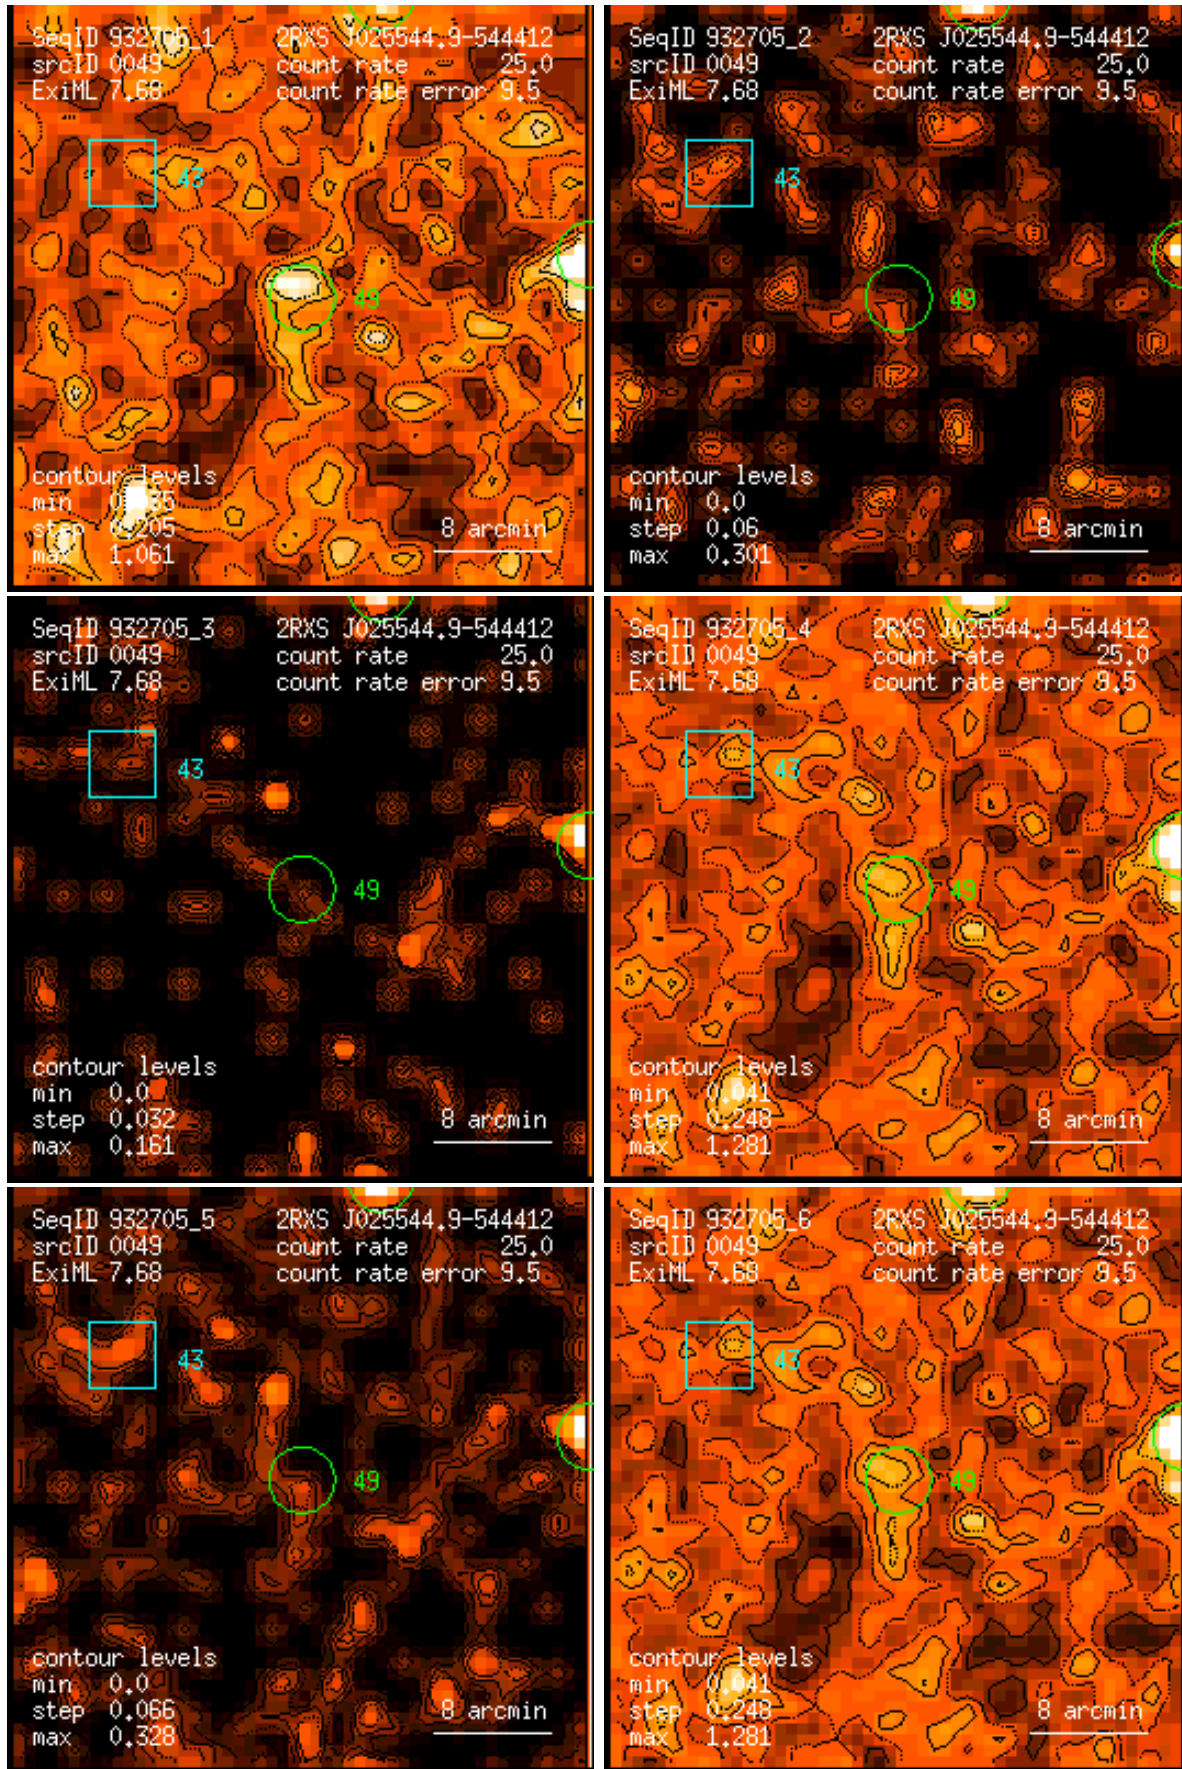 SeqID 932705_1 2RXS J025544.9-544412
srcID 0049 count rate 25.0
ExiML 7.68 count rate error 9.5
43
49
contour levels
min
step 0.205
max 1.061
8 arcmin
SeqID 932705_2 2RXS J025544.9-544412
srcID 0049 count rate 25.0
ExiML 7.68 count rate error 9.5
43
49
contour levels
min 0.0
step 0.06
max 0.301
8 arcmin
SeqID 932705_3 2RXS J025544.9-544412
srcID 0049 count rate 25.0
ExiML 7.68 count rate error 9.5
43
49
contour levels
min 0.0
step 0.032
max 0.161
8 arcmin
SeqID 932705_4 2RXS J025544.9-544412
srcID 0049 count rate 25.0
ExiML 7.68 count rate error 9.5
43
49
contour levels
min 0.041
step 0.248
max 1.281
8 arcmin
SeqID 932705_5 2RXS J025544.9-544412
srcID 0049 count rate 25.0
ExiML 7.68 count rate error 9.5
43
49
contour levels
min 0.0
step 0.066
max 0.328
8 arcmin
SeqID 932705_6 2RXS J025544.9-544412
srcID 0049 count rate 25.0
ExiML 7.68 count rate error 9.5
43
49
contour levels
min 0.041
step 0.248
max 1.281
8 arcmin